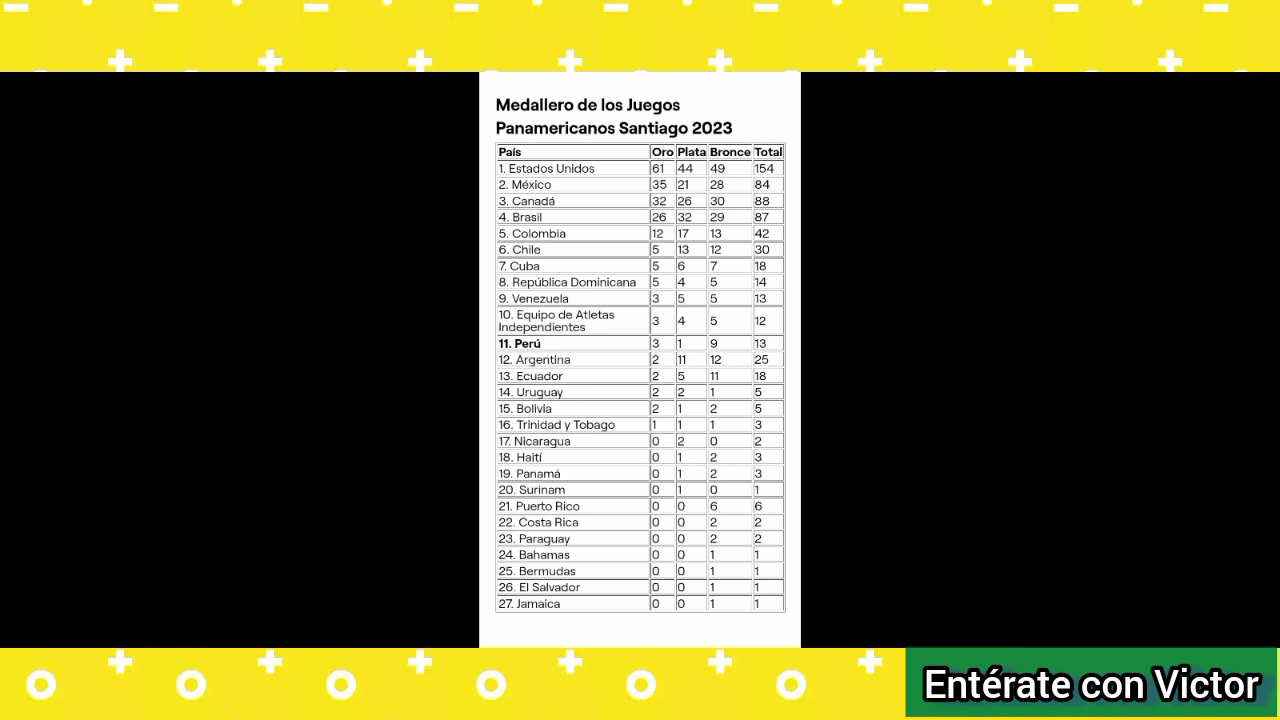 Medallero de los Juegos
Panamericanos Santiago 2023
País Oro Plata Bronce Total
1. Estados Unidos 61 44 49 154
2. México 35 21 28 84
3. Canadá 32 26 30 88
4. Brasil 26 32 29 87
5. Colombia 12 17 13 42
6. Chile 5 13 12 30
7. Cuba 5 6 7 18
8. República Dominicana 5 4 5 14
9. Venezuela 3 5 5 13
10. Equipo de Atletas
Independientes 3 4 5 12
11. Perú 3 1 9 13
12. Argentina 2 11 12 25
13. Ecuador 2 5 11 18
14. Uruguay 2 2 1 5
15. Bolivia 2 1 2 5
16. Trinidad y Tobago 1 1 1 3
17. Nicaragua 0 2 0 2
18. Haití 0 1 2 3
19. Panamá 0 1 2 3
20. Surinam 0 1 0 1
21. Puerto Rico 0 0 6 6
22. Costa Rica 0 0 2 2
23. Paraguay 0 0 2 2
24. Bahamas 0 0 1 1
25. Bermudas 0 0 1 1
26. El Salvador 0 0 1 1
27. Jamaica 0 0 1 1
Entérate con Victor